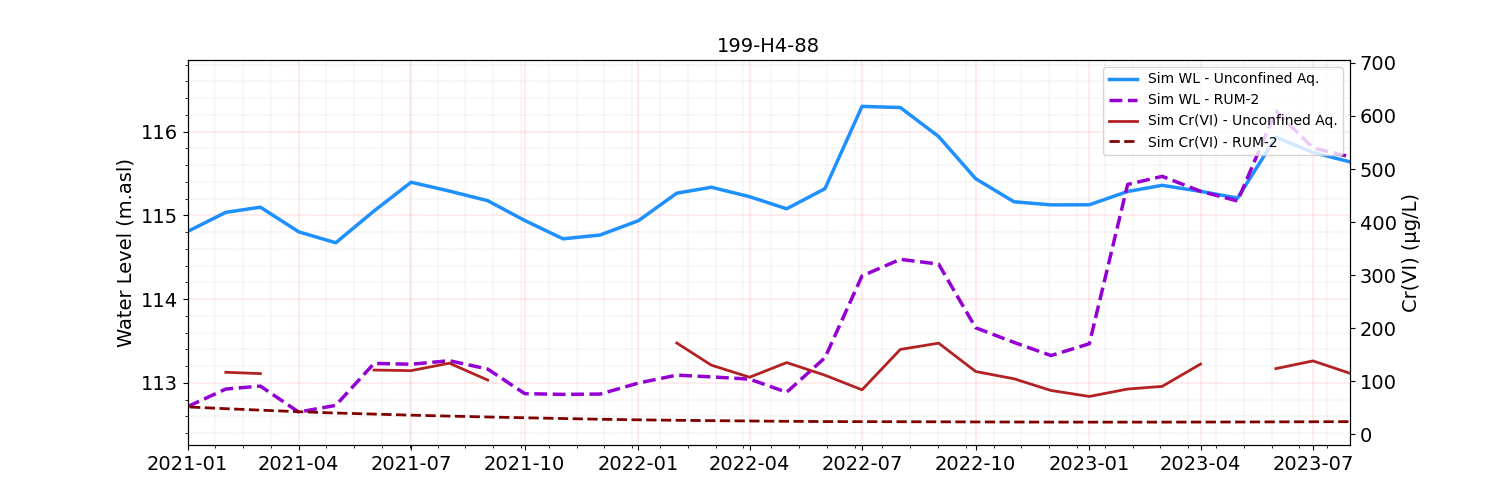 199-H4-88
Water Level (m.asl)
116
115
114
113
Sim WL - Unconfined Aq.
Sim WL - RUM-2
Sim Cr(VI) - Unconfined Aq.
Sim Cr(VI) - RUM-2
700
600
500
400
300
200
100
0
Cr(VI) (μg/L)
2021-01 2021-04 2021-07 2021-10 2022-01 2022-04 2022-07 2022-10 2023-01 2023-04 2023-07